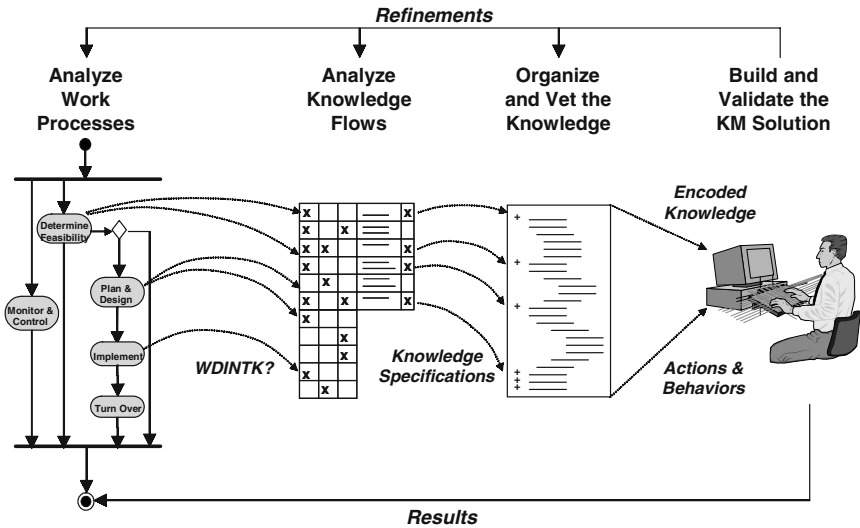 Refinements
Analyze
Work
Processes
Analyze
Knowledge
Flows
Organize
and Vet the
Knowledge
Build and
Validate the
KM Solution
Determine
Feasibility
Plan &
Design
Monitor &
Control
Implement
Turn Over
x x
x x
x x
x x
x
x x x
x
x
x
x
x
WDINTK?
Knowledge
Specifications
+
+
+
+
+
+
Encoded
Knowledge
Actions &
Behaviors
Results